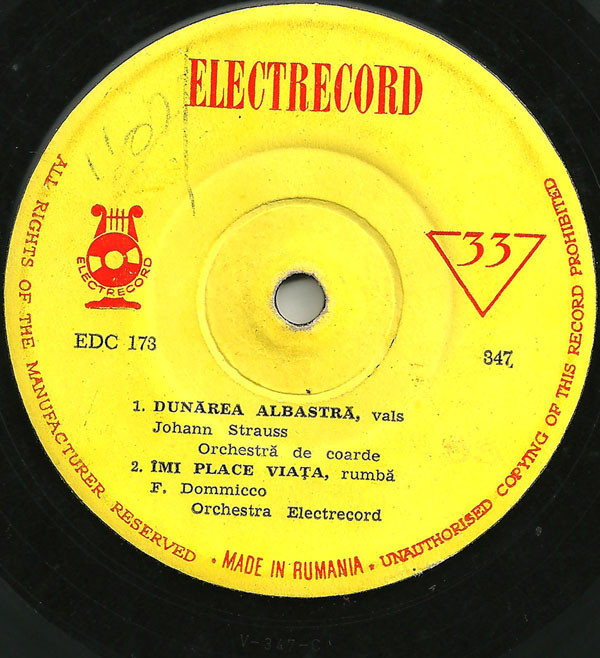 ELECTRECORD
ELECTRECORD
33
EDC 173
347
1. DUNĂREA ALBASTRĂ, vals
Johann Strauss
Orchestră de coarde
2. ÎMI PLACE VIAȚA, rumbă
F. Dommicco
Orchestra Electrecord
ALL RIGHTS OF THE MANUFACTURER RESERVED • MADE IN RUMANIA • UNAUTHORISED COPYING OF THIS RECORD PROHIBITED
V-347-C